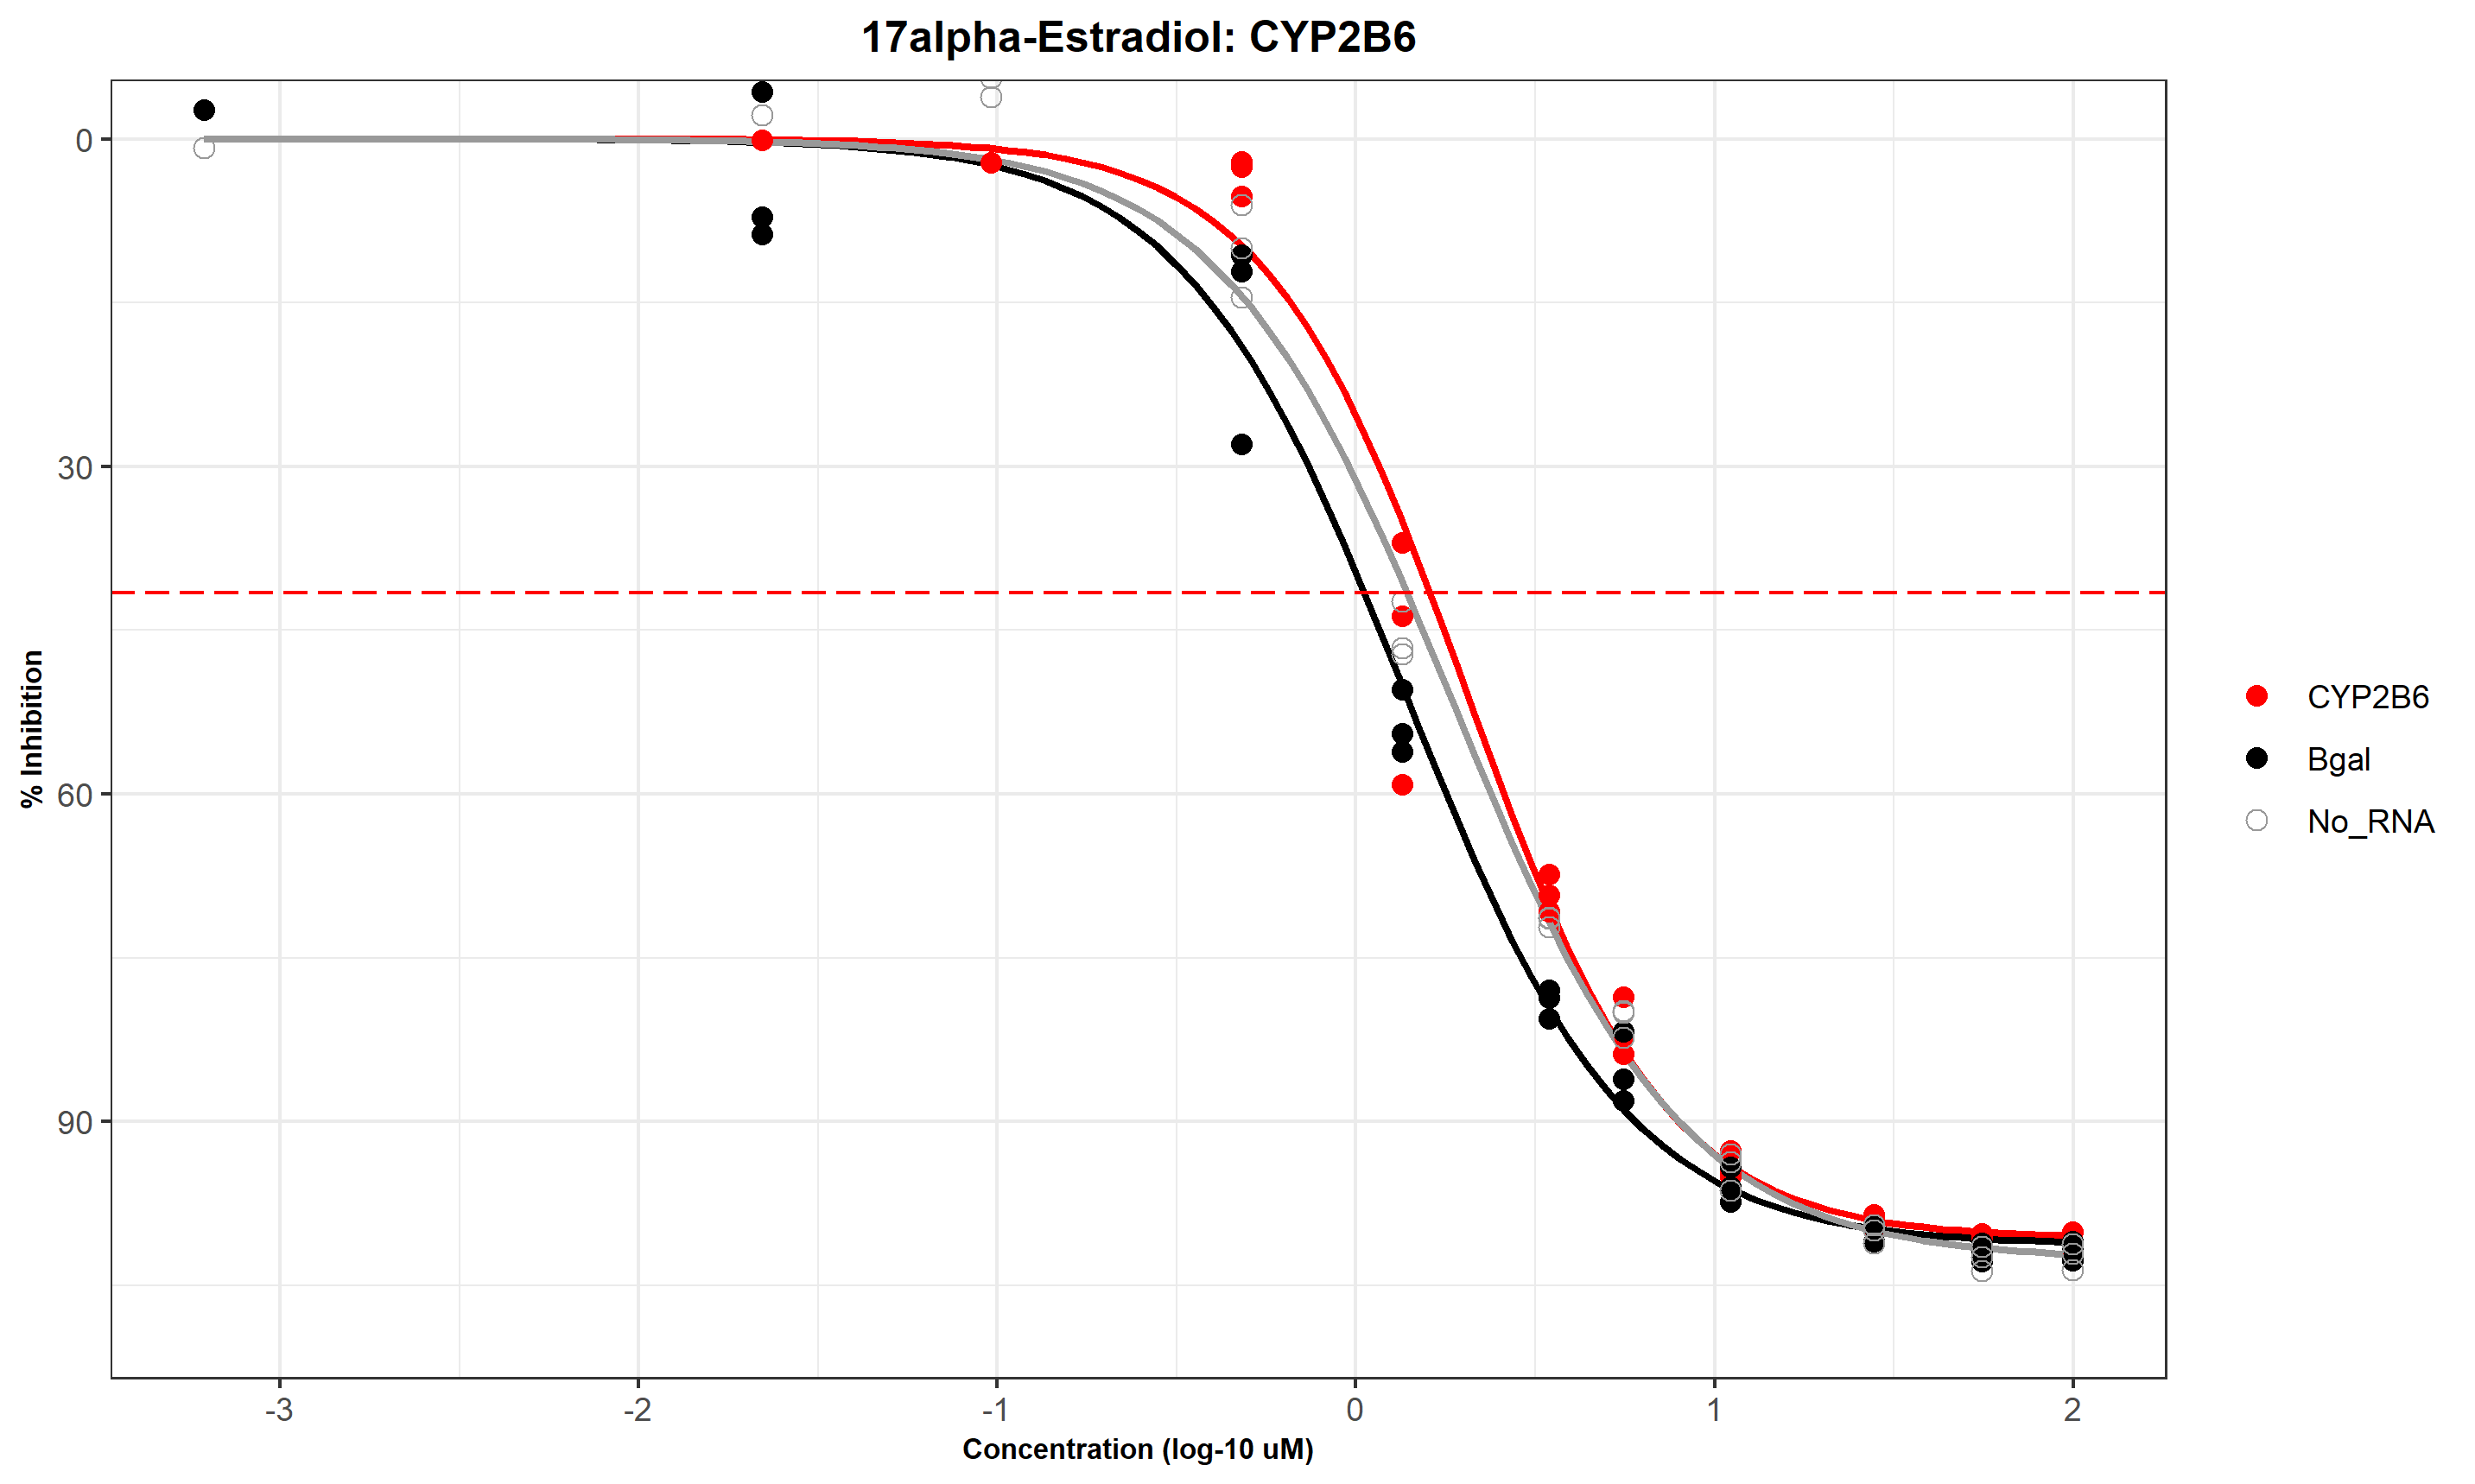 17alpha-Estradiol: CYP2B6
0
30
60
90
% Inhibition
-3
-2
-1
0
1
2
Concentration (log-10 uM)
CYP2B6
Bgal
No_RNA